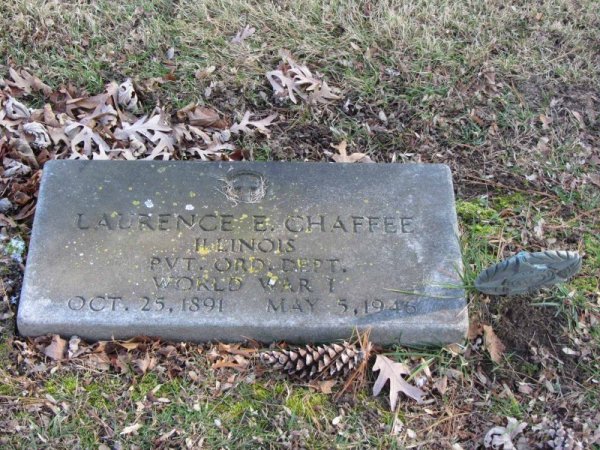 LAURENCE E. CHAFFEE
ILLINOIS
PVT. ORD. DEPT.
WORLD WAR I
OCT. 25, 1891 MAY 5, 1946